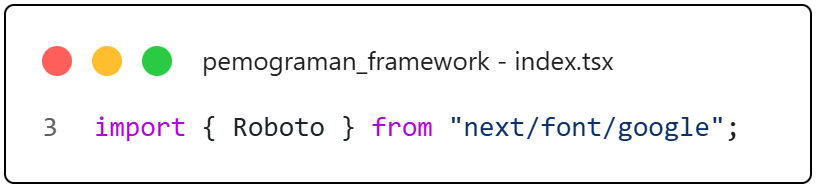 pemograman_framework - index.tsx
3 import { Roboto } from "next/font/google";